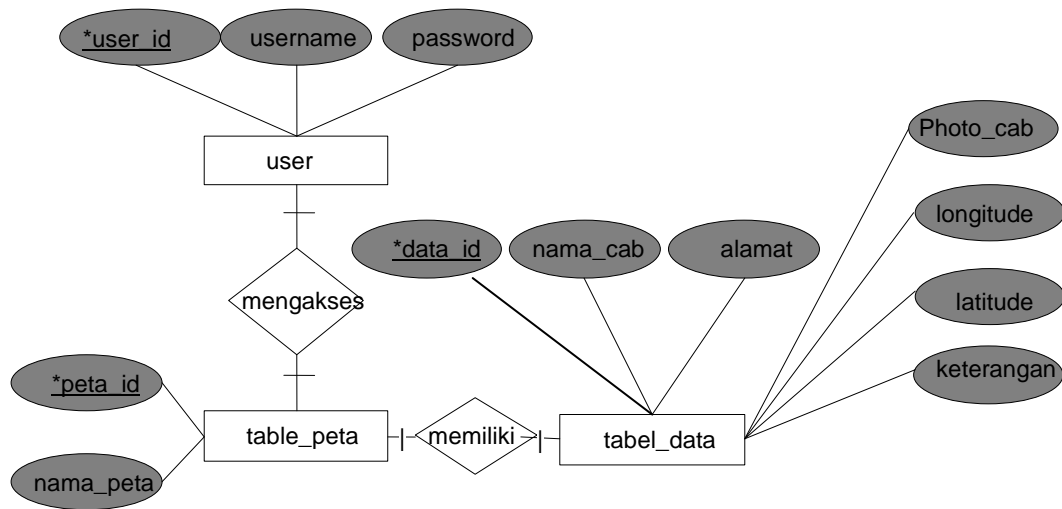 *user_id
username
password
user
Photo_cab
longitude
*data_id
nama_cab
alamat
mengakses
latitude
*peta_id
keterangan
table_peta
memiliki
tabel_data
nama_peta